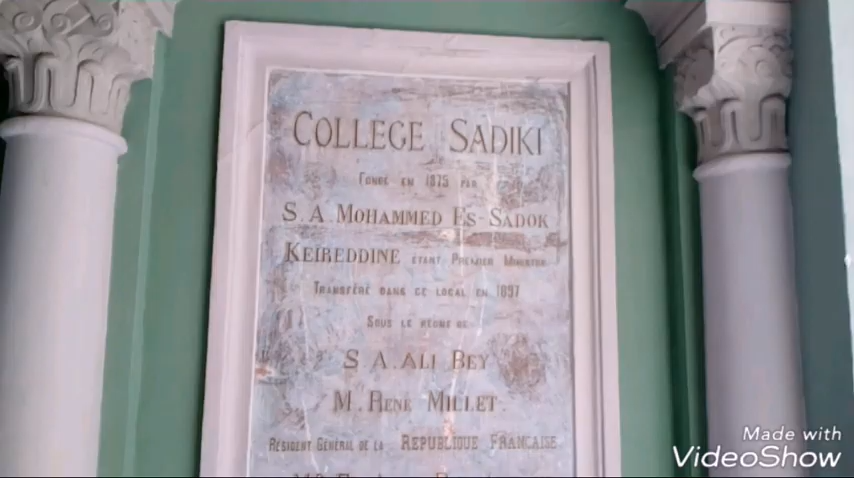 COLLEGE SADIKI
FONDÉ EN 1875 PAR
S. A. MOHAMMED ES-SADOK
KEIREDDINE ÉTANT PREMIER MINISTRE
TRANSFÉRÉ DANS CE LOCAL EN 1897
SOUS LE RÈGNE DE
S. A. ALI BEY
M. RENÉ MILLET.
RÉSIDENT GÉNÉRAL DE LA RÉPUBLIQUE FRANÇAISE
Made with
VideoShow